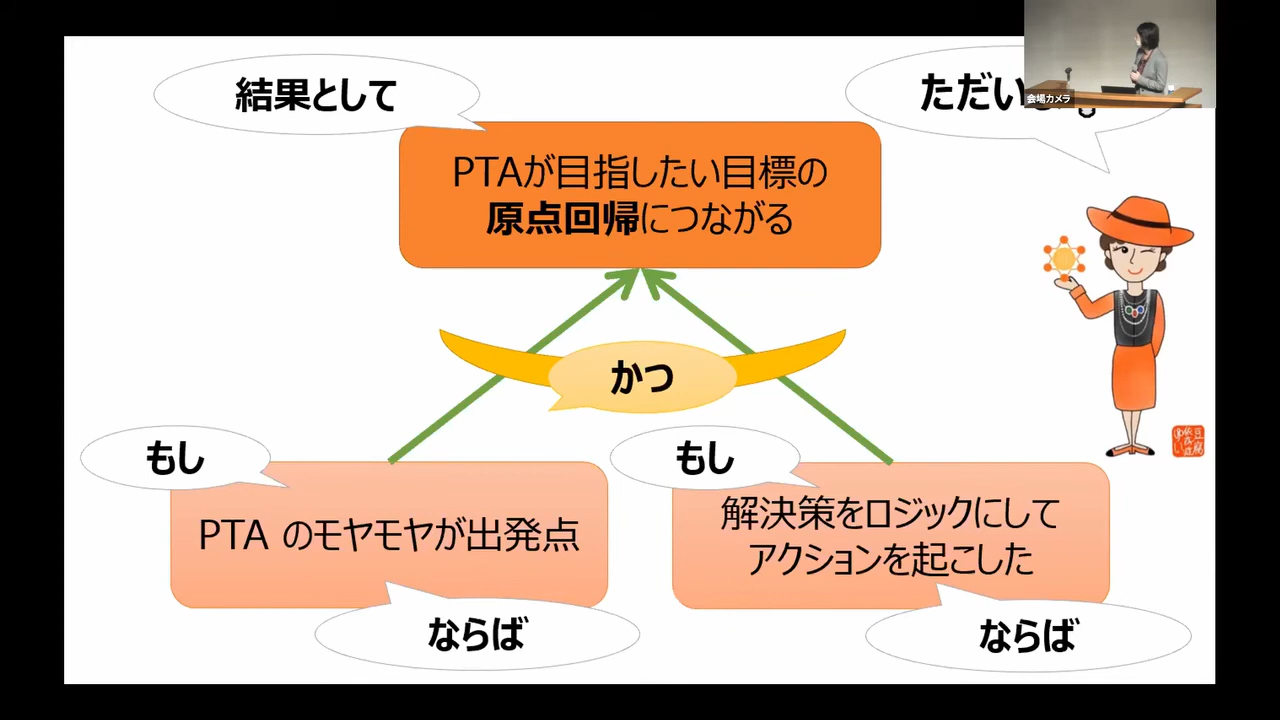 結果として
ただい
会場カメラ
PTAが目指したい目標の
原点回帰につながる
かつ
もし
もし
PTA のモヤモヤが出発点
解決策をロジックにして
アクションを起こした
ならば
ならば